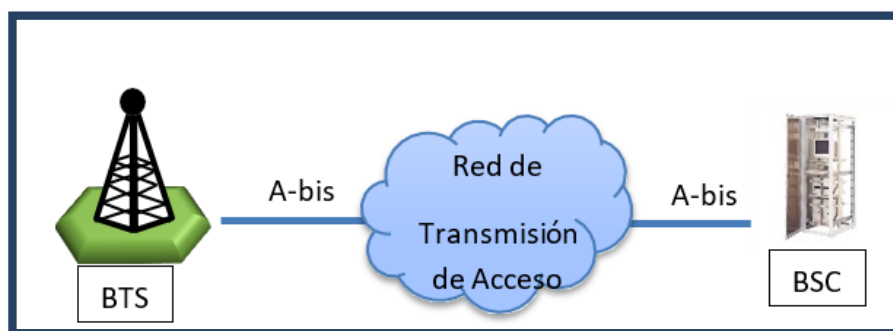 A-bis
Red de
Transmisión
de Acceso
A-bis
BTS
BSC